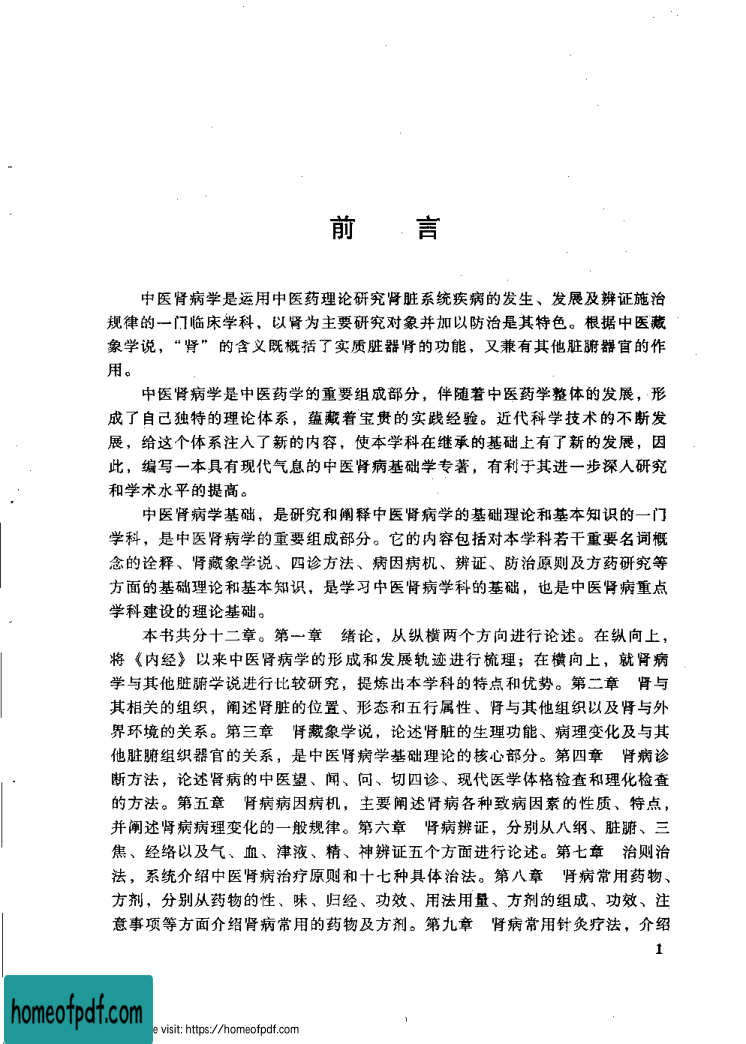 前 言
中医肾病学是运用中医药理论研究肾脏系统疾病的发生、发展及辨证施治
规律的一门临床学科，以肾为主要研究对象并加以防治是其特色。根据中医藏
象学说，“肾”的含义既概括了实质脏器肾的功能，又兼有其他脏腑器官的作
用。
中医肾病学是中医药学的重要组成部分，伴随着中医药学整体的发展，形
成了自己独特的理论体系，蕴藏着宝贵的实践经验。近代科学技术的不断发
展，给这个体系注入了新的内容，使本学科在继承的基础上有了新的发展，因
此，编写一本具有现代气息的中医肾病基础学专著，有利于其进一步深入研究
和学术水平的提高。
中医肾病学基础，是研究和阐释中医肾病学的基础理论和基本知识的一门
学科，是中医肾病学的重要组成部分。它的内容包括对本学科若干重要名词概
念的诠释、肾藏象学说、四诊方法、病因病机、辨证、防治原则及方药研究等
方面的基础理论和基本知识，是学习中医肾病学科的基础，也是中医肾病重点
学科建设的理论基础。
本书共分十二章。第一章　绪论，从纵横两个方向进行论述。在纵向上，
将《内经》以来中医肾病学的形成和发展轨迹进行梳理；在横向上，就肾病
学与其他脏腑学说进行比较研究，提炼出本学科的特点和优势。第二章　肾与
其相关的组织，阐述肾脏的位置、形态和五行属性、肾与其他组织以及肾与外
界环境的关系。第三章　肾藏象学说，论述肾脏的生理功能、病理变化及与其
他脏腑组织器官的关系，是中医肾病学基础理论的核心部分。第四章　肾病诊
断方法，论述肾病的中医望、闻、问、切四诊、现代医学体格检查和理化检查
的方法。第五章　肾病病因病机，主要阐述肾病各种致病因素的性质、特点，
并阐述肾病病理变化的一般规律。第六章　肾病辨证，分别从八纲、脏腑、三
焦、经络以及气、血、津液、精、神辨证五个方面进行论述。第七章　治则治
法，系统介绍中医肾病治疗原则和十七种具体治法。第八章　肾病常用药物、
方剂，分别从药物的性、味、归经、功效、用法用量、方剂的组成、功效、注
意事项等方面介绍肾病常用的药物及方剂。第九章　肾病常用针灸疗法，介绍
1
homeofpdf.com
e visit: https://homeofpdf.com